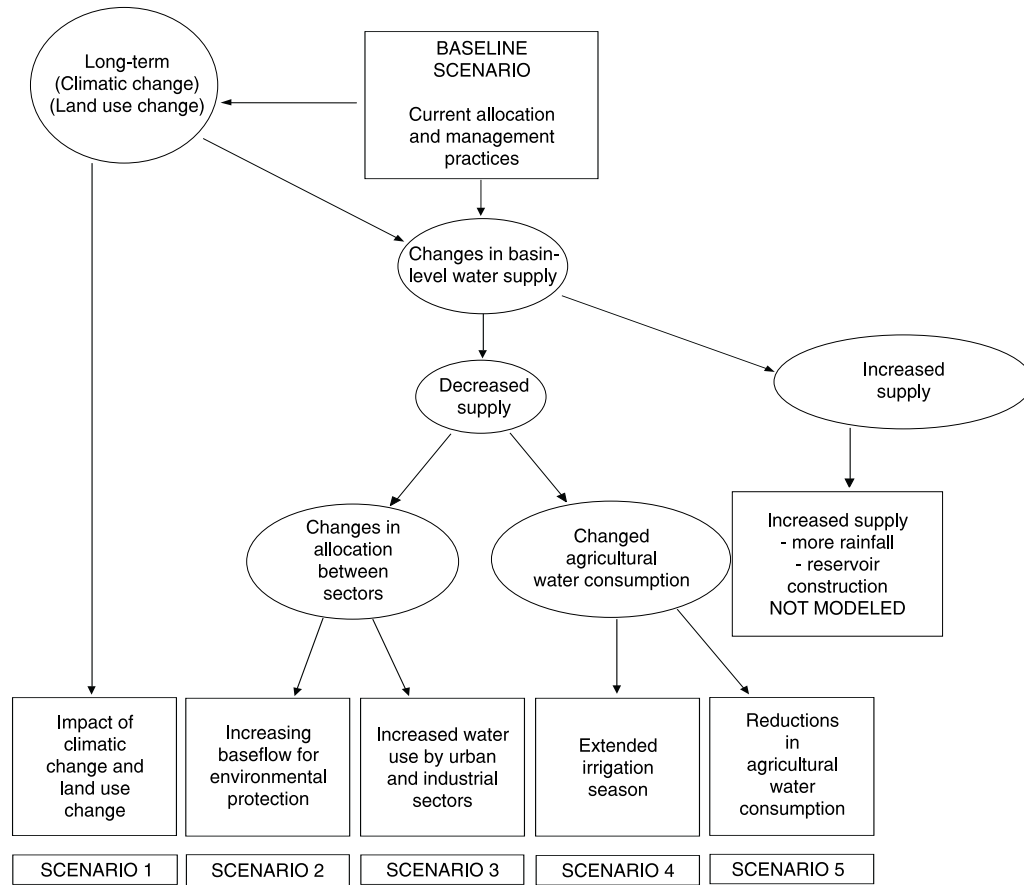 BASELINE
SCENARIO
Current allocation
and management
practices
Long-term
(Climatic change)
(Land use change)
Changes in basin-
level water supply
Decreased
supply
Increased
supply
Changes in
allocation
between
sectors
Changed
agricultural
water consumption
Increased supply
- more rainfall
- reservoir
construction
NOT MODELED
Impact of
climatic
change and
land use
change
Increasing
baseflow for
environmental
protection
Increased water
use by urban
and industrial
sectors
Extended
irrigation
season
Reductions in
agricultural
water
consumption
SCENARIO 1
SCENARIO 2
SCENARIO 3
SCENARIO 4
SCENARIO 5